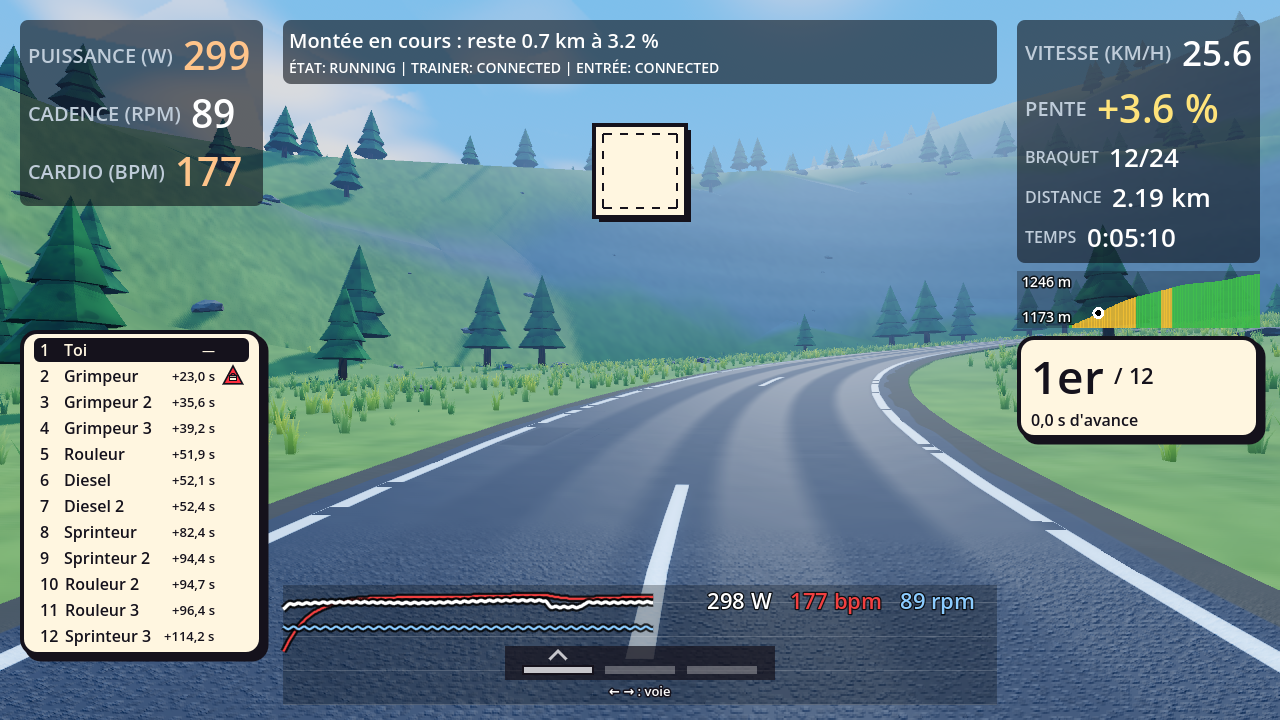 PUISSANCE (W) 299
CADENCE (RPM) 89
CARDIO (BPM) 177
Montée en cours : reste 0.7 km à 3.2 %
ÉTAT: RUNNING | TRAINER: CONNECTED | ENTRÉE: CONNECTED
VITESSE (KM/H) 25.6
PENTE +3.6 %
BRAQUET 12/24
DISTANCE 2.19 km
TEMPS 0:05:10
1246 m
1173 m
1er / 12
0,0 s d'avance
1 Toi —
2 Grimpeur +23,0 s
3 Grimpeur 2 +35,6 s
4 Grimpeur 3 +39,2 s
5 Rouleur +51,9 s
6 Diesel +52,1 s
7 Diesel 2 +52,4 s
8 Sprinteur +82,4 s
9 Sprinteur 2 +94,4 s
10 Rouleur 2 +94,7 s
11 Rouleur 3 +96,4 s
12 Sprinteur 3 +114,2 s
298 W 177 bpm 89 rpm
← → : voie